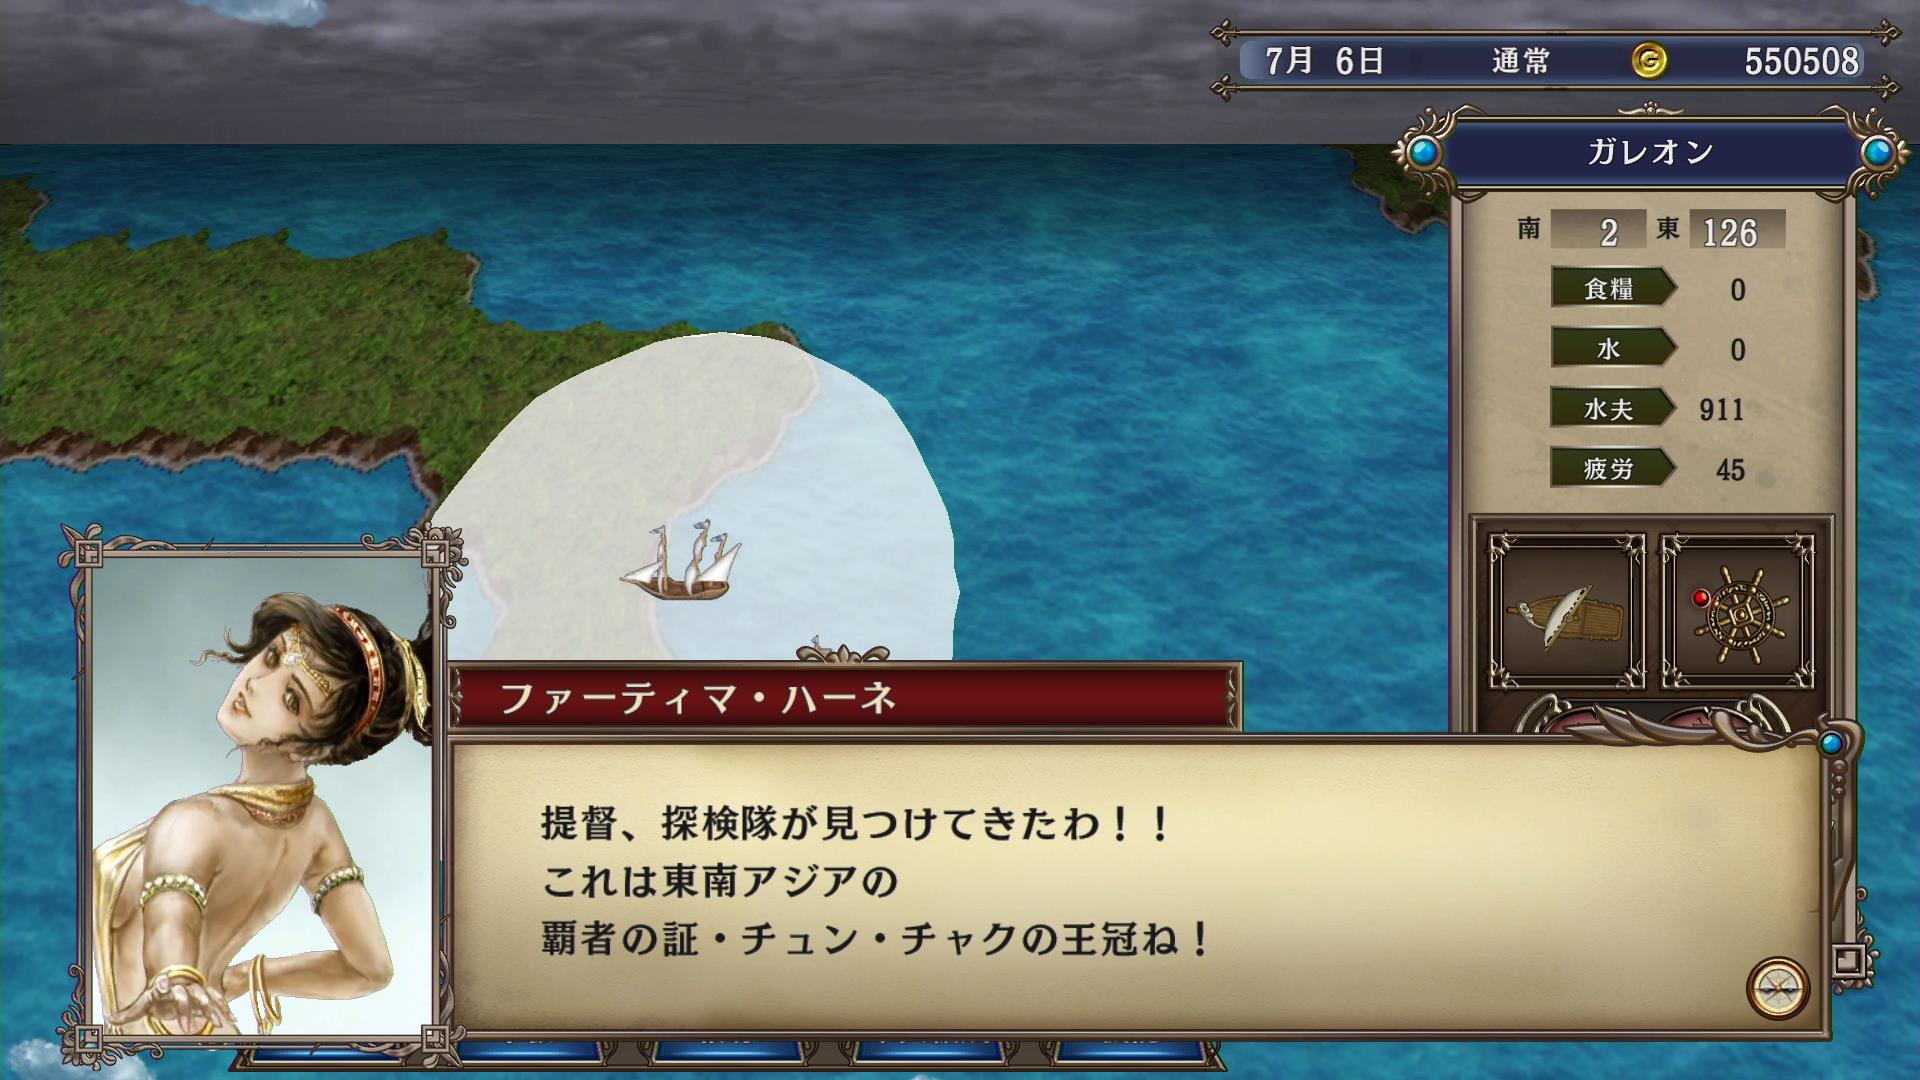 7月 6日 通常 550508
ガレオン
南 2 東 126
食糧 0
水 0
水夫 911
疲労 45
ファーティマ・ハーネ
提督、探検隊が見つけてきたわ！！
これは東南アジアの
覇者の証・チュン・チャクの王冠ね！